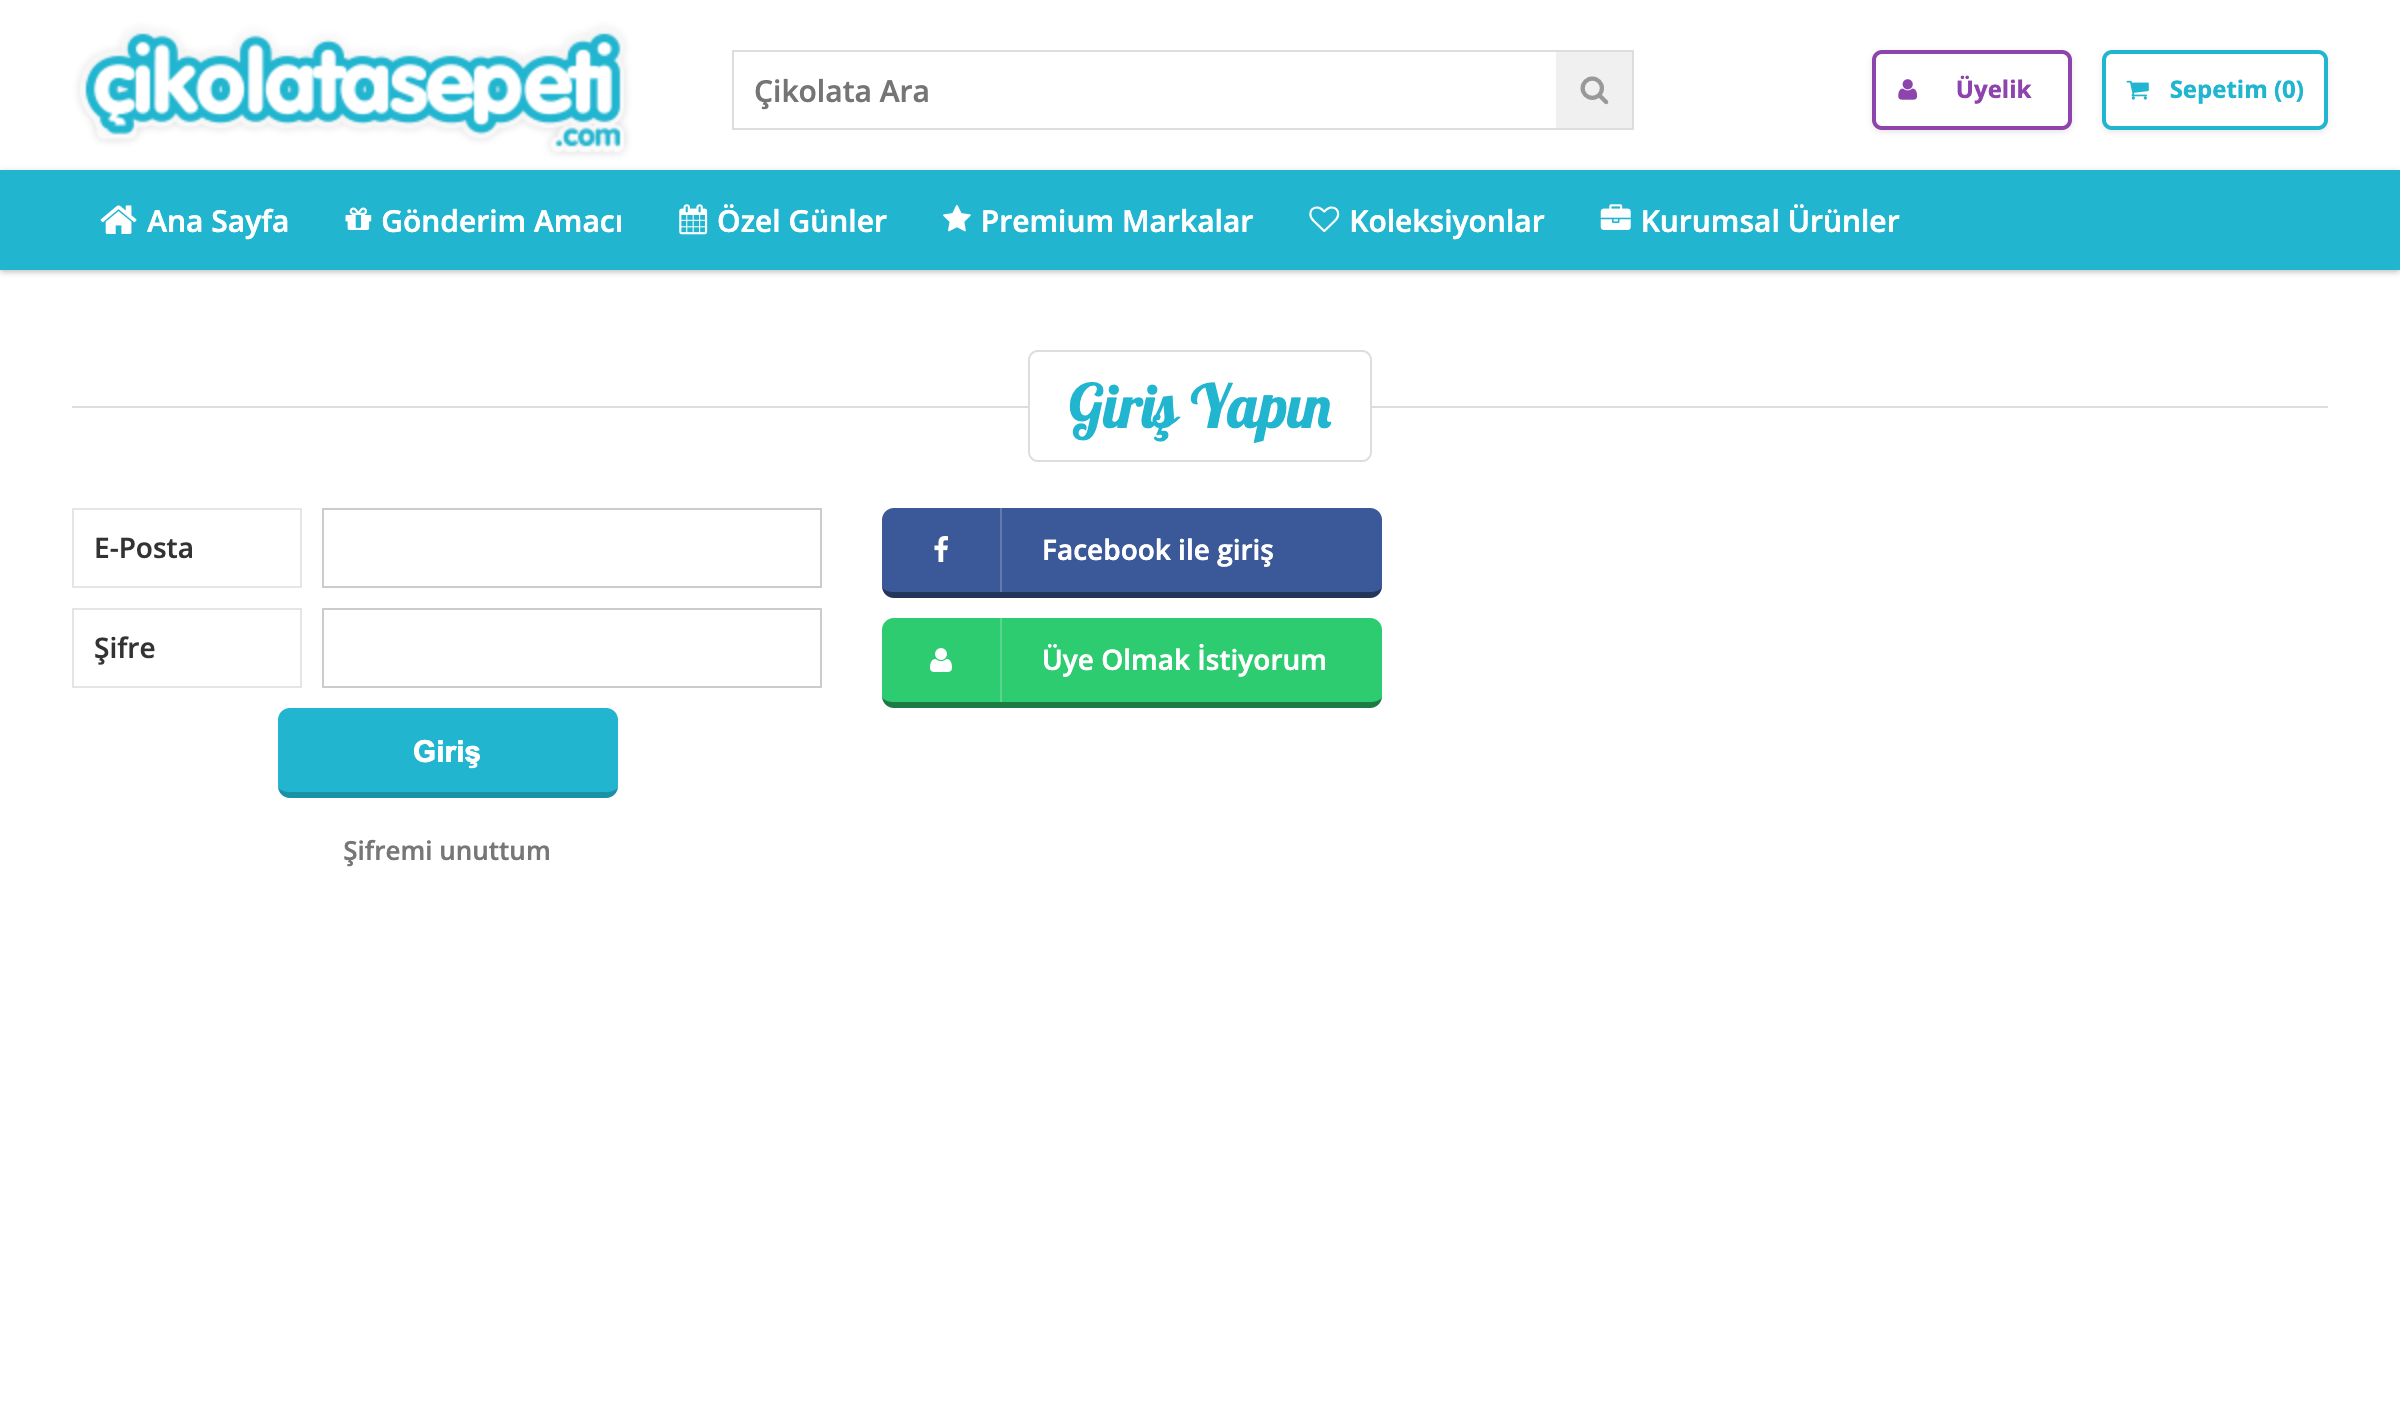 çikolatasepeti
.com
Çikolata Ara
Üyelik
Sepetim (0)
Ana Sayfa
Gönderim Amacı
Özel Günler
Premium Markalar
Koleksiyonlar
Kurumsal Ürünler
Giriş Yapın
E-Posta
Şifre
Giriş
Şifremi unuttum
Facebook ile giriş
Üye Olmak İstiyorum